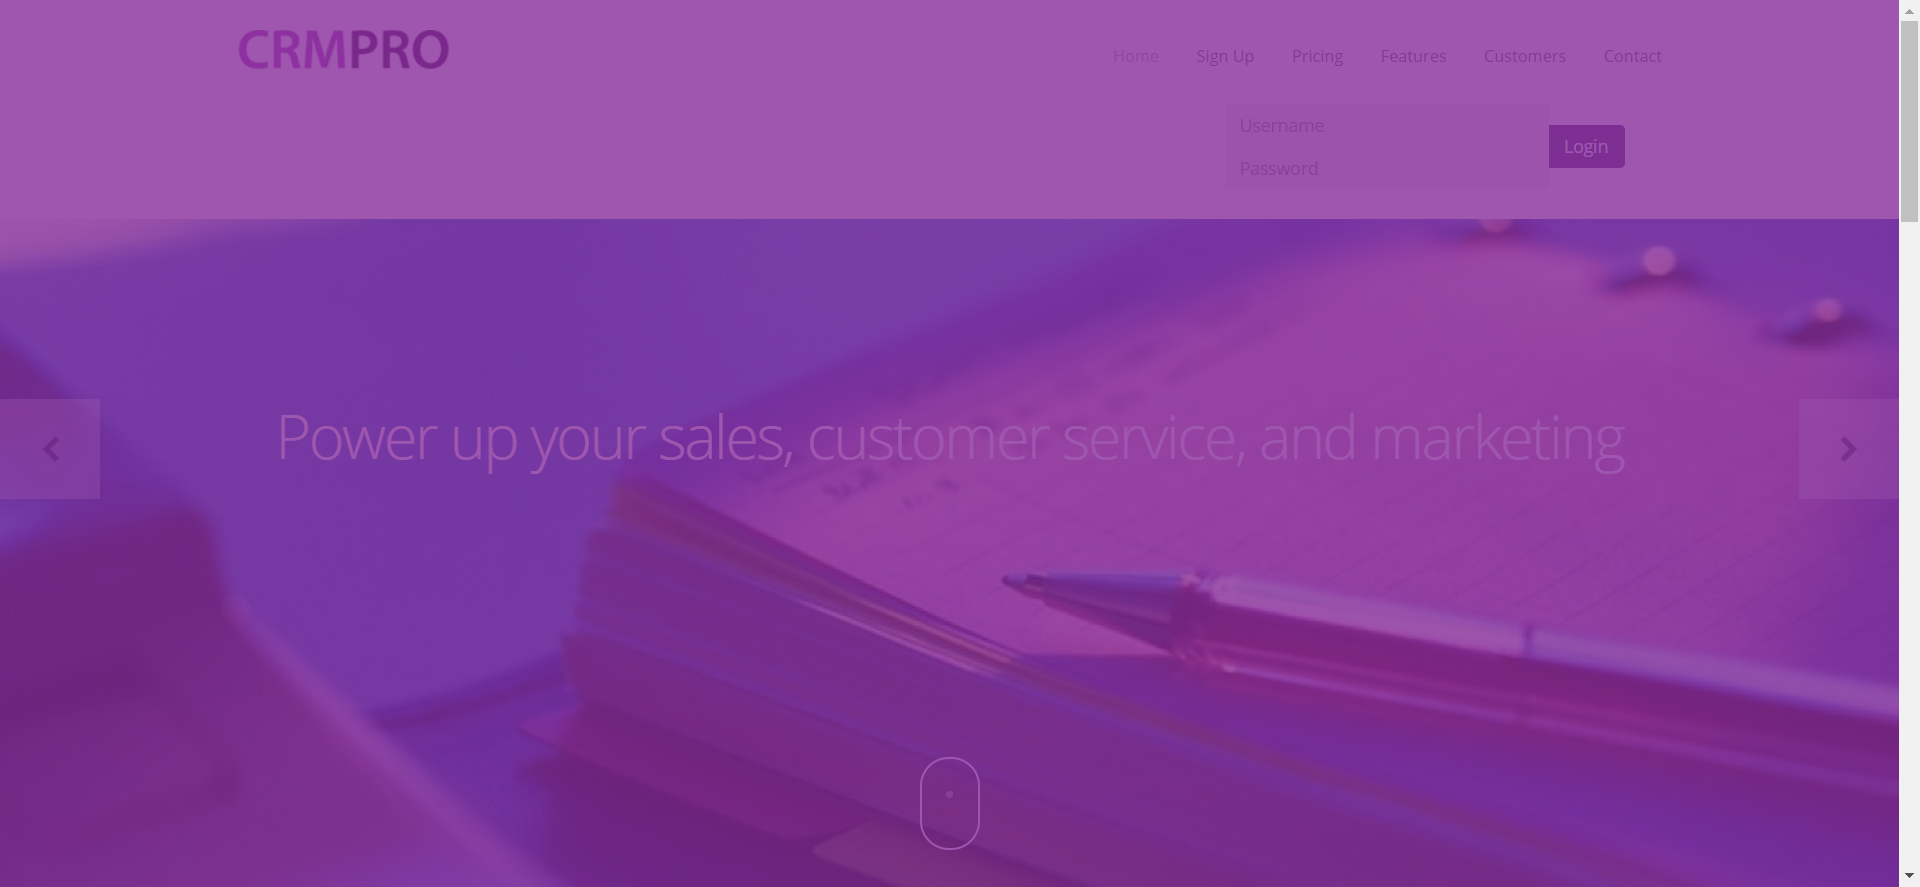 CRMPRO
Home Sign Up Pricing Features Customers Contact
Username
Login
Password
Power up your sales, customer service, and marketing